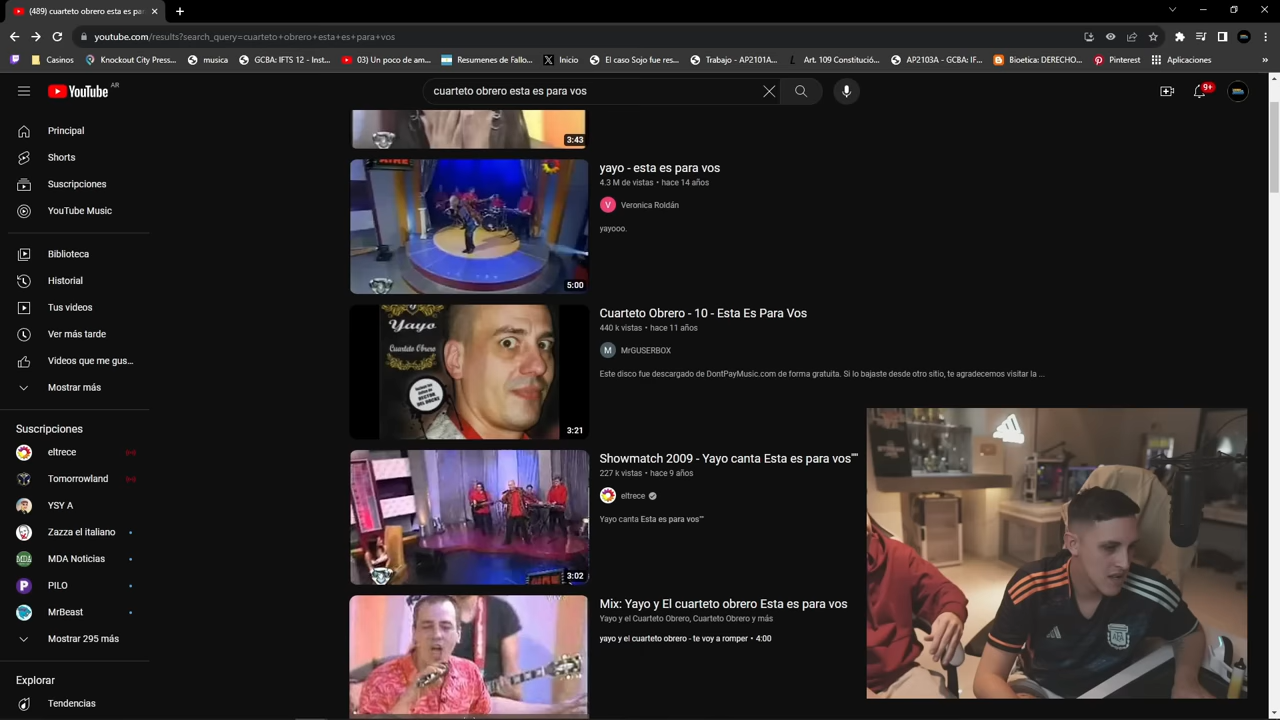 (489) cuarteto obrero esta es pa
youtube.com/results?search_query=cuarteto+obrero+esta+es+para+vos
Casinos
Knockout City Press...
musica
GCBA: IFTS 12 - Inst...
03) Un poco de am...
Resumenes de Fallo...
Inicio
El caso Sojo fue res...
Trabajo - AP2101A...
Art. 109 Constitució...
AP2103A - GCBA: IF...
Bioetica: DERECHO...
Pinterest
Aplicaciones
YouTube AR
cuarteto obrero esta es para vos
9+
Principal
Shorts
Suscripciones
YouTube Music
Biblioteca
Historial
Tus videos
Ver más tarde
Videos que me gus...
Mostrar más
Suscripciones
eltrece
Tomorrowland
YSY A
Zazza el italiano
MDA Noticias
PILO
MrBeast
Mostrar 295 más
Explorar
Tendencias
3:43
yayo - esta es para vos
4.3 M de vistas • hace 14 años
V Veronica Roldán
yayooo.
5:00
Yayo
Cuarteto Obrero
3:21
Cuarteto Obrero - 10 - Esta Es Para Vos
440 k vistas • hace 11 años
M MrGUSERBOX
Este disco fue descargado de DontPayMusic.com de forma gratuita. Si lo bajaste desde otro sitio, te agradecemos visitar la ...
3:02
Showmatch 2009 - Yayo canta Esta es para vos""
227 k vistas • hace 9 años
eltrece
Yayo canta Esta es para vos""
Mix: Yayo y El cuarteto obrero Esta es para vos
Yayo y el Cuarteto Obrero, Cuarteto Obrero y más
yayo y el cuarteto obrero - te voy a romper • 4:00
AFA